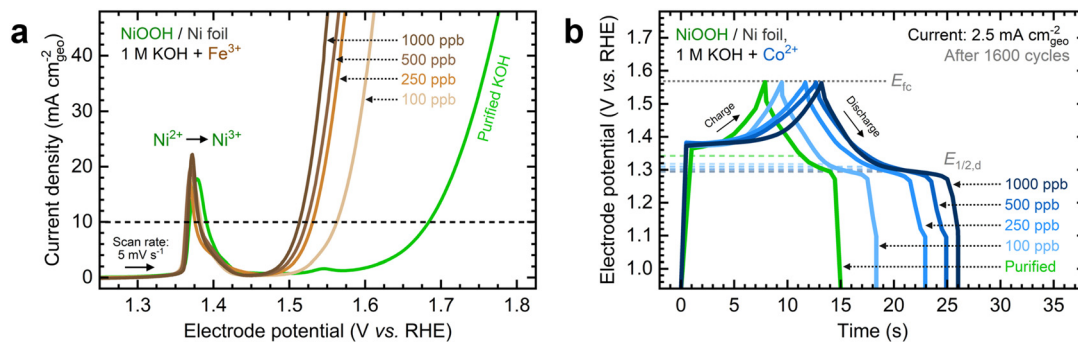 a
NiOOH / Ni foil
1 M KOH + Fe³⁺
1000 ppb
500 ppb
250 ppb
100 ppb
Purified KOH
Ni²⁺ → Ni³⁺
Scan rate:
5 mV s⁻¹
Current density (mA cm⁻²geo)
50
40
30
20
10
0
1.3
1.4
1.5
1.6
1.7
1.8
Electrode potential (V vs. RHE)
b
NiOOH / Ni foil,
1 M KOH + Co²⁺
Current: 2.5 mA cm⁻²geo
After 1600 cycles
Efc
Charge
Discharge
E1/2,d
1000 ppb
500 ppb
250 ppb
100 ppb
Purified
Electrode potential (V vs. RHE)
1.7
1.6
1.5
1.4
1.3
1.2
1.1
1.0
0
5
10
15
20
25
30
35
Time (s)